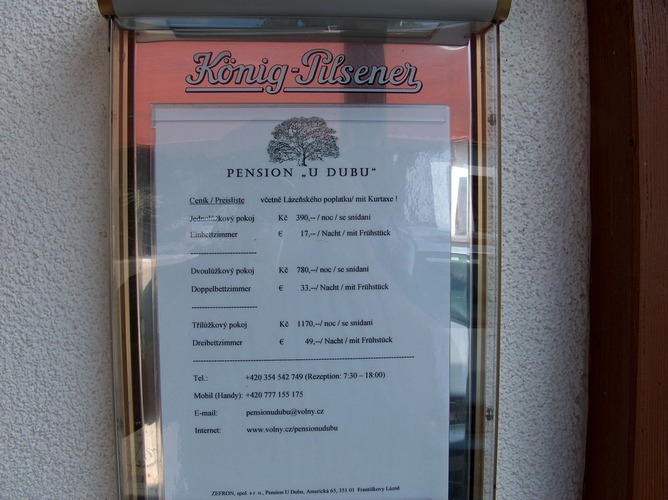 König-Pilsener
PENSION „U DUBU"
Ceník / Preisliste včetně Lázeňského poplatku/ mit Kurtaxe !
Jednolůžkový pokoj Kč 390,--/ noc / se snídaní
Einbettzimmer € 17,--/ Nacht / mit Frühstück
------------------------
Dvoulůžkový pokoj Kč 780,--/ noc / se snídaní
Doppelbettzimmer € 33,--/ Nacht / mit Frühstück
------------------------
Třílůžkový pokoj Kč 1170,--/ noc / se snídaní
Dreibettzimmer € 49,--/ Nacht / mit Frühstück
--------------------------------------------------------------------------------
Tel.: +420 354 542 749 (Rezeption: 7:30 – 18:00)
Mobil (Handy): +420 777 155 175
E-mail: pensionudubu@volny.cz
Internet: www.volny.cz/pensionudubu
ZEFRON, spol. s r. o., Pension U Dubu, Americká 65, 351 01 Františkovy Lázně